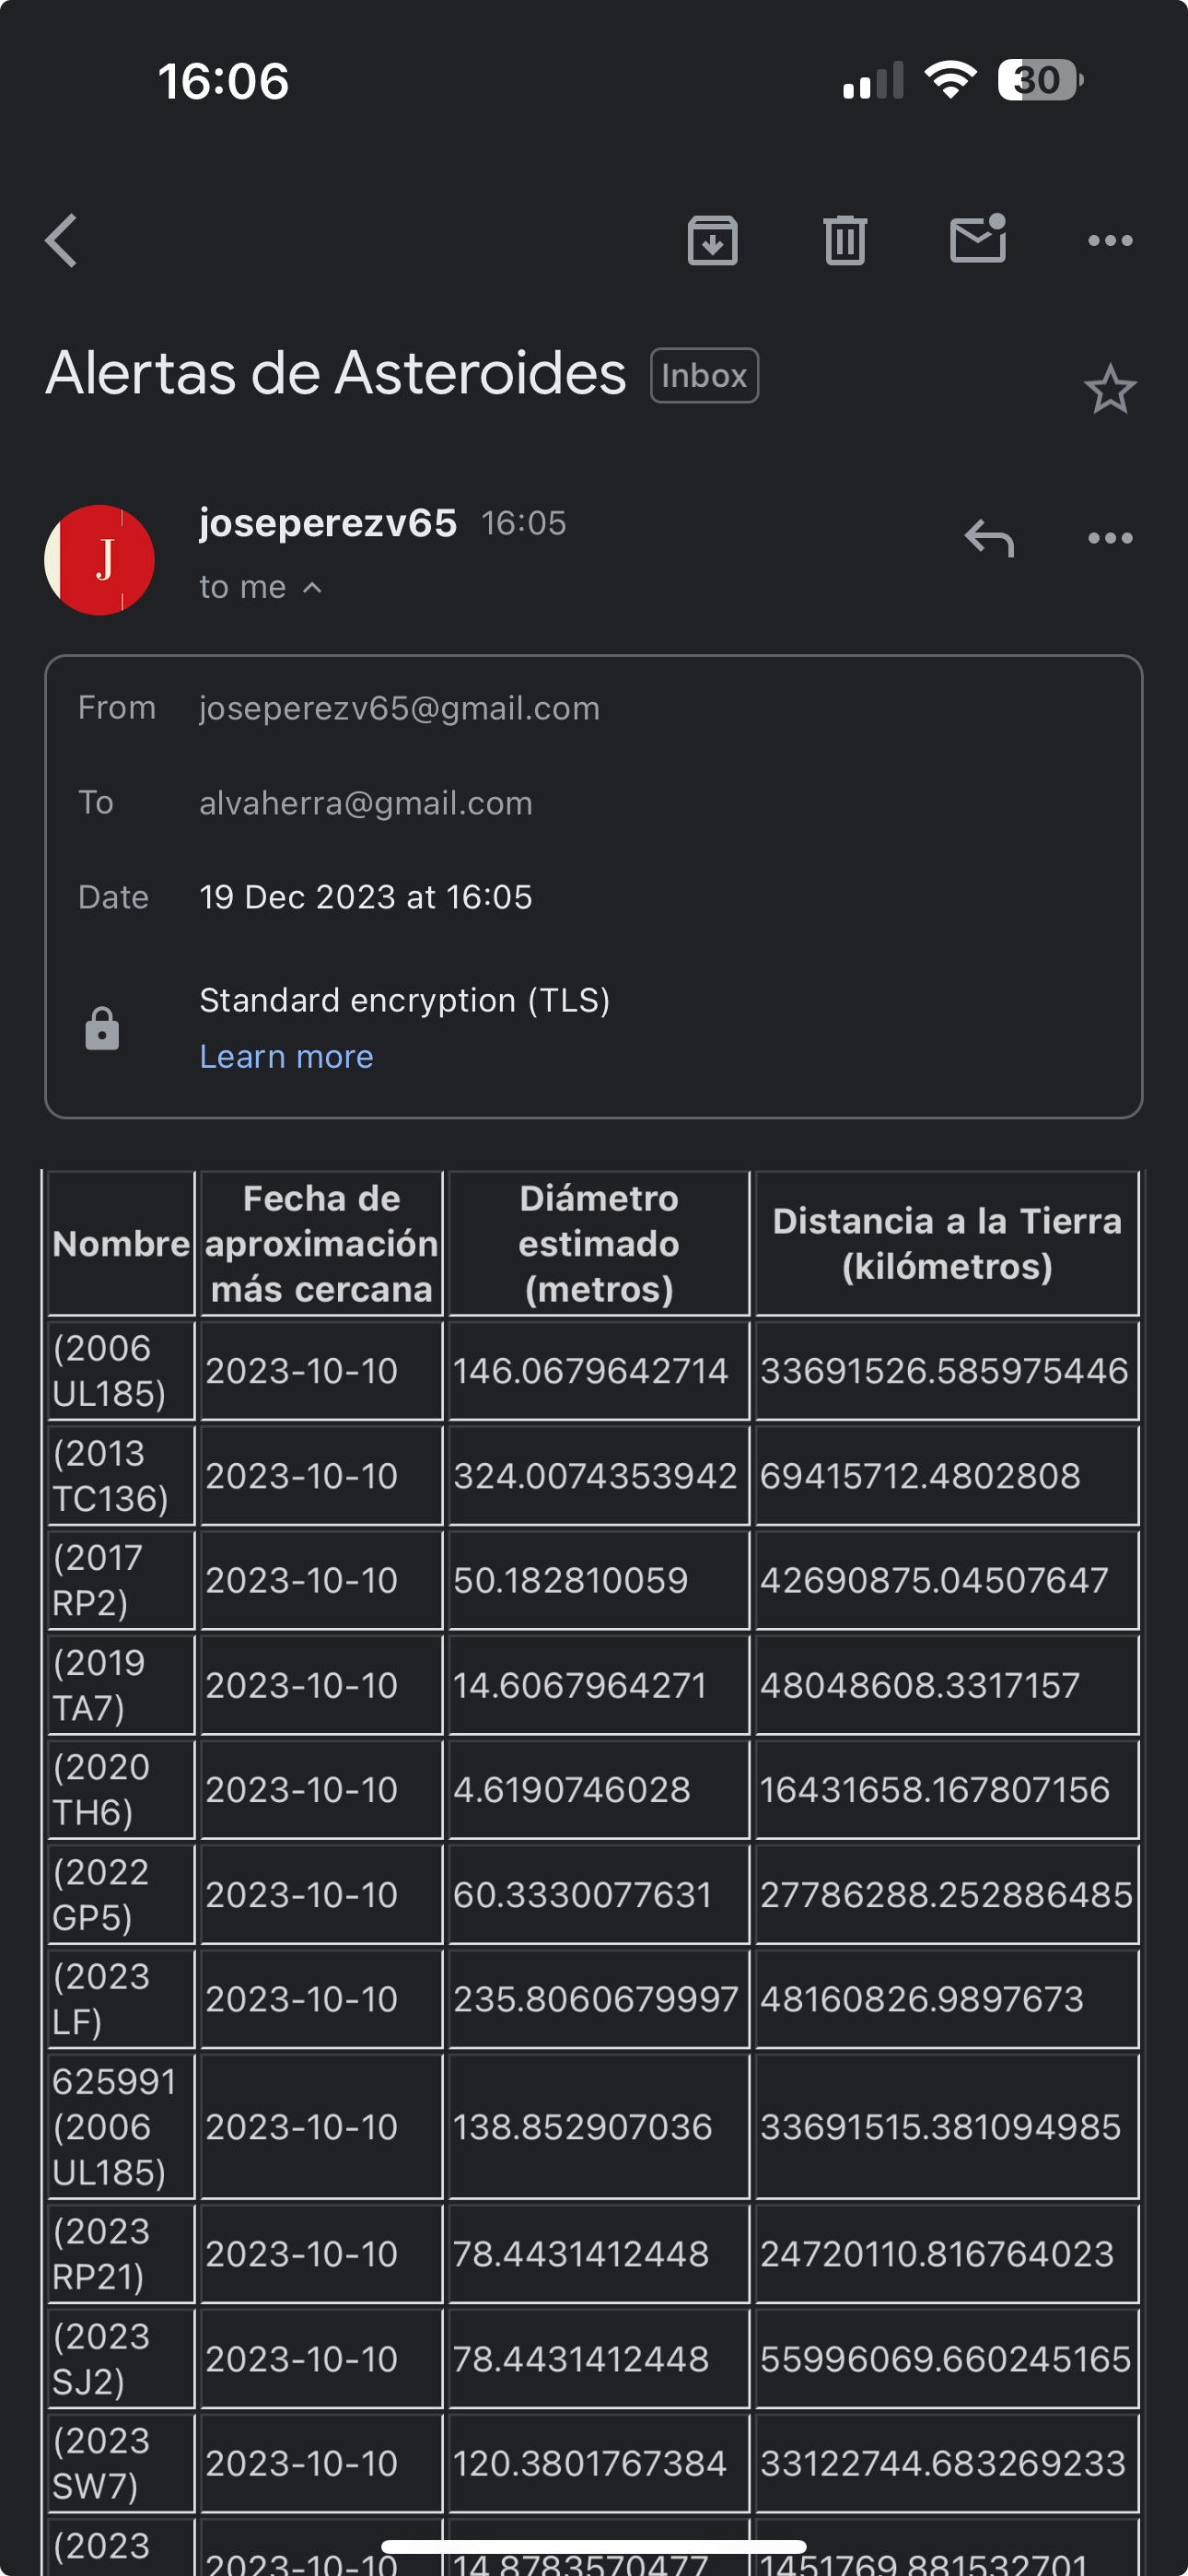 16:06
30
Alertas de Asteroides Inbox
J
joseperezv65 16:05
to me
From joseperezv65@gmail.com
To alvaherra@gmail.com
Date 19 Dec 2023 at 16:05
Standard encryption (TLS)
Learn more
Nombre Fecha de aproximación más cercana Diámetro estimado (metros) Distancia a la Tierra (kilómetros)
(2006 UL185) 2023-10-10 146.0679642714 33691526.585975446
(2013 TC136) 2023-10-10 324.0074353942 69415712.4802808
(2017 RP2) 2023-10-10 50.182810059 42690875.04507647
(2019 TA7) 2023-10-10 14.6067964271 48048608.3317157
(2020 TH6) 2023-10-10 4.6190746028 16431658.167807156
(2022 GP5) 2023-10-10 60.3330077631 27786288.252886485
(2023 LF) 2023-10-10 235.8060679997 48160826.9897673
625991 (2006 UL185) 2023-10-10 138.852907036 33691515.381094985
(2023 RP21) 2023-10-10 78.4431412448 24720110.816764023
(2023 SJ2) 2023-10-10 78.4431412448 55996069.660245165
(2023 SW7) 2023-10-10 120.3801767384 33122744.683269233
(2023 2023-10-10 14.8783570477 1451769.881532701